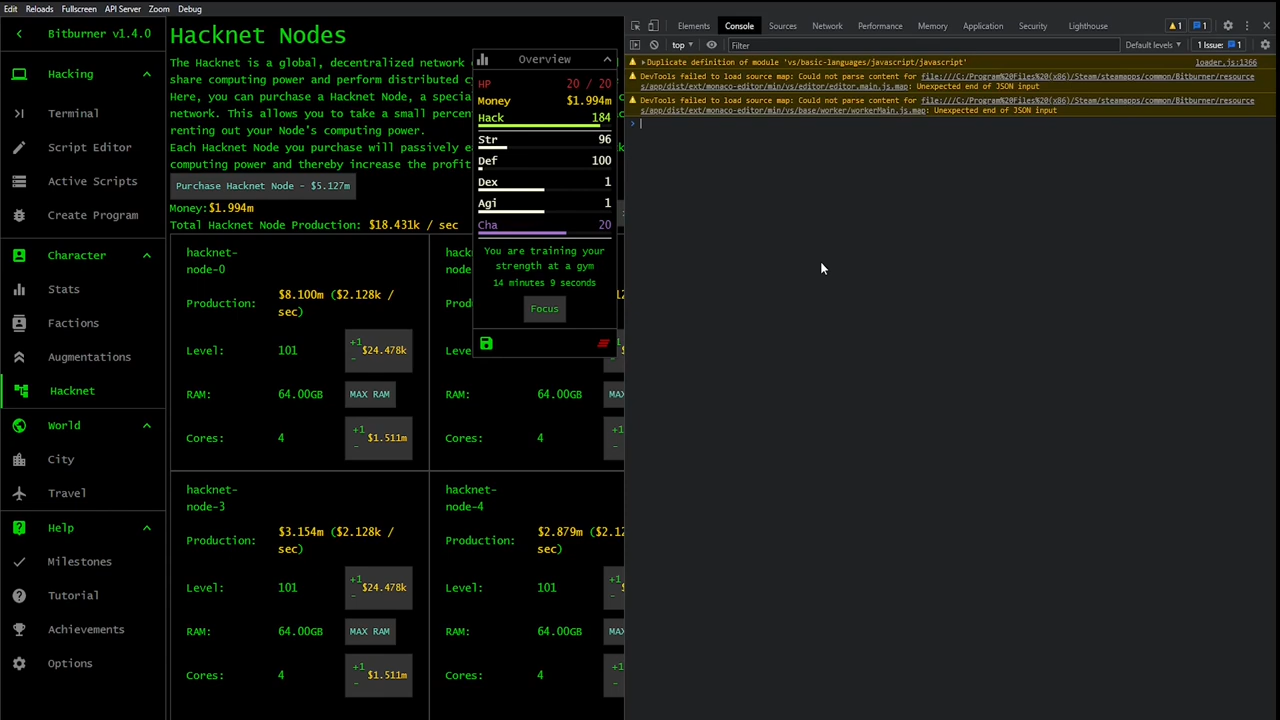 Edit Reloads Fullscreen API Server Zoom Debug
Bitburner v1.4.0
Hacking
Terminal
Script Editor
Active Scripts
Create Program
Character
Stats
Factions
Augmentations
Hacknet
World
City
Travel
Help
Milestones
Tutorial
Achievements
Options
Hacknet Nodes
The Hacknet is a global, decentralized network
share computing power and perform distributed
Here, you can purchase a Hacknet Node, a
network. This allows you to take a small
renting out your Node's computing power.
Each Hacknet Node you purchase will passively
computing power and thereby increase the profit
Purchase Hacknet Node - $5.127m
Money:$1.994m
Total Hacknet Node Production: $18.431k / sec
hacknet-
node-0
Production: $8.100m ($2.128k /
sec)
Level: 101 +1 $24.478k
RAM: 64.00GB MAX RAM
Cores: 4 +1 $1.511m
RAM: 64.00GB
Cores: 4 +1
hacknet-
node-3
Production: $3.154m ($2.128k /
sec)
Level: 101 +1 $24.478k
RAM: 64.00GB MAX RAM
Cores: 4 +1 $1.511m
hacknet-
node-4
Production: $2.879m
sec)
Level: 101 +1
RAM: 64.00GB
Cores: 4 +1
Overview
HP 20 / 20
Money $1.994m
Hack 184
Str 96
Def 100
Dex 1
Agi 1
Cha 20
You are training your
strength at a gym
14 minutes 9 seconds
Focus
Elements Console Sources Network Performance Memory Application Security Lighthouse 1 1
top Filter Default levels 1 Issue: 1
Duplicate definition of module 'vs/basic-languages/javascript/javascript' loader.js:1366
DevTools failed to load source map: Could not parse content for file:///C:/Program%20Files%20(x86)/Steam/steamapps/common/Bitburner/resource
s/app/dist/ext/monaco-editor/min/vs/editor/editor.main.js.map: Unexpected end of JSON input
DevTools failed to load source map: Could not parse content for file:///C:/Program%20Files%20(x86)/Steam/steamapps/common/Bitburner/resource
s/app/dist/ext/monaco-editor/min/vs/base/worker/workerMain.js.map: Unexpected end of JSON input